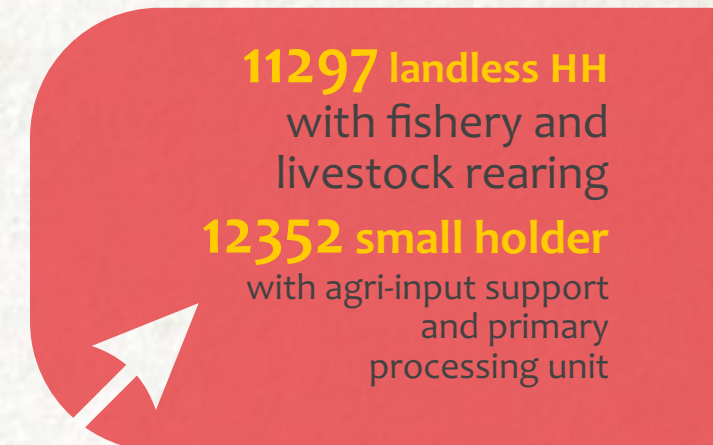 11297 landless HH
with fishery and
livestock rearing
12352 small holder
with agri-input support
and primary
processing unit